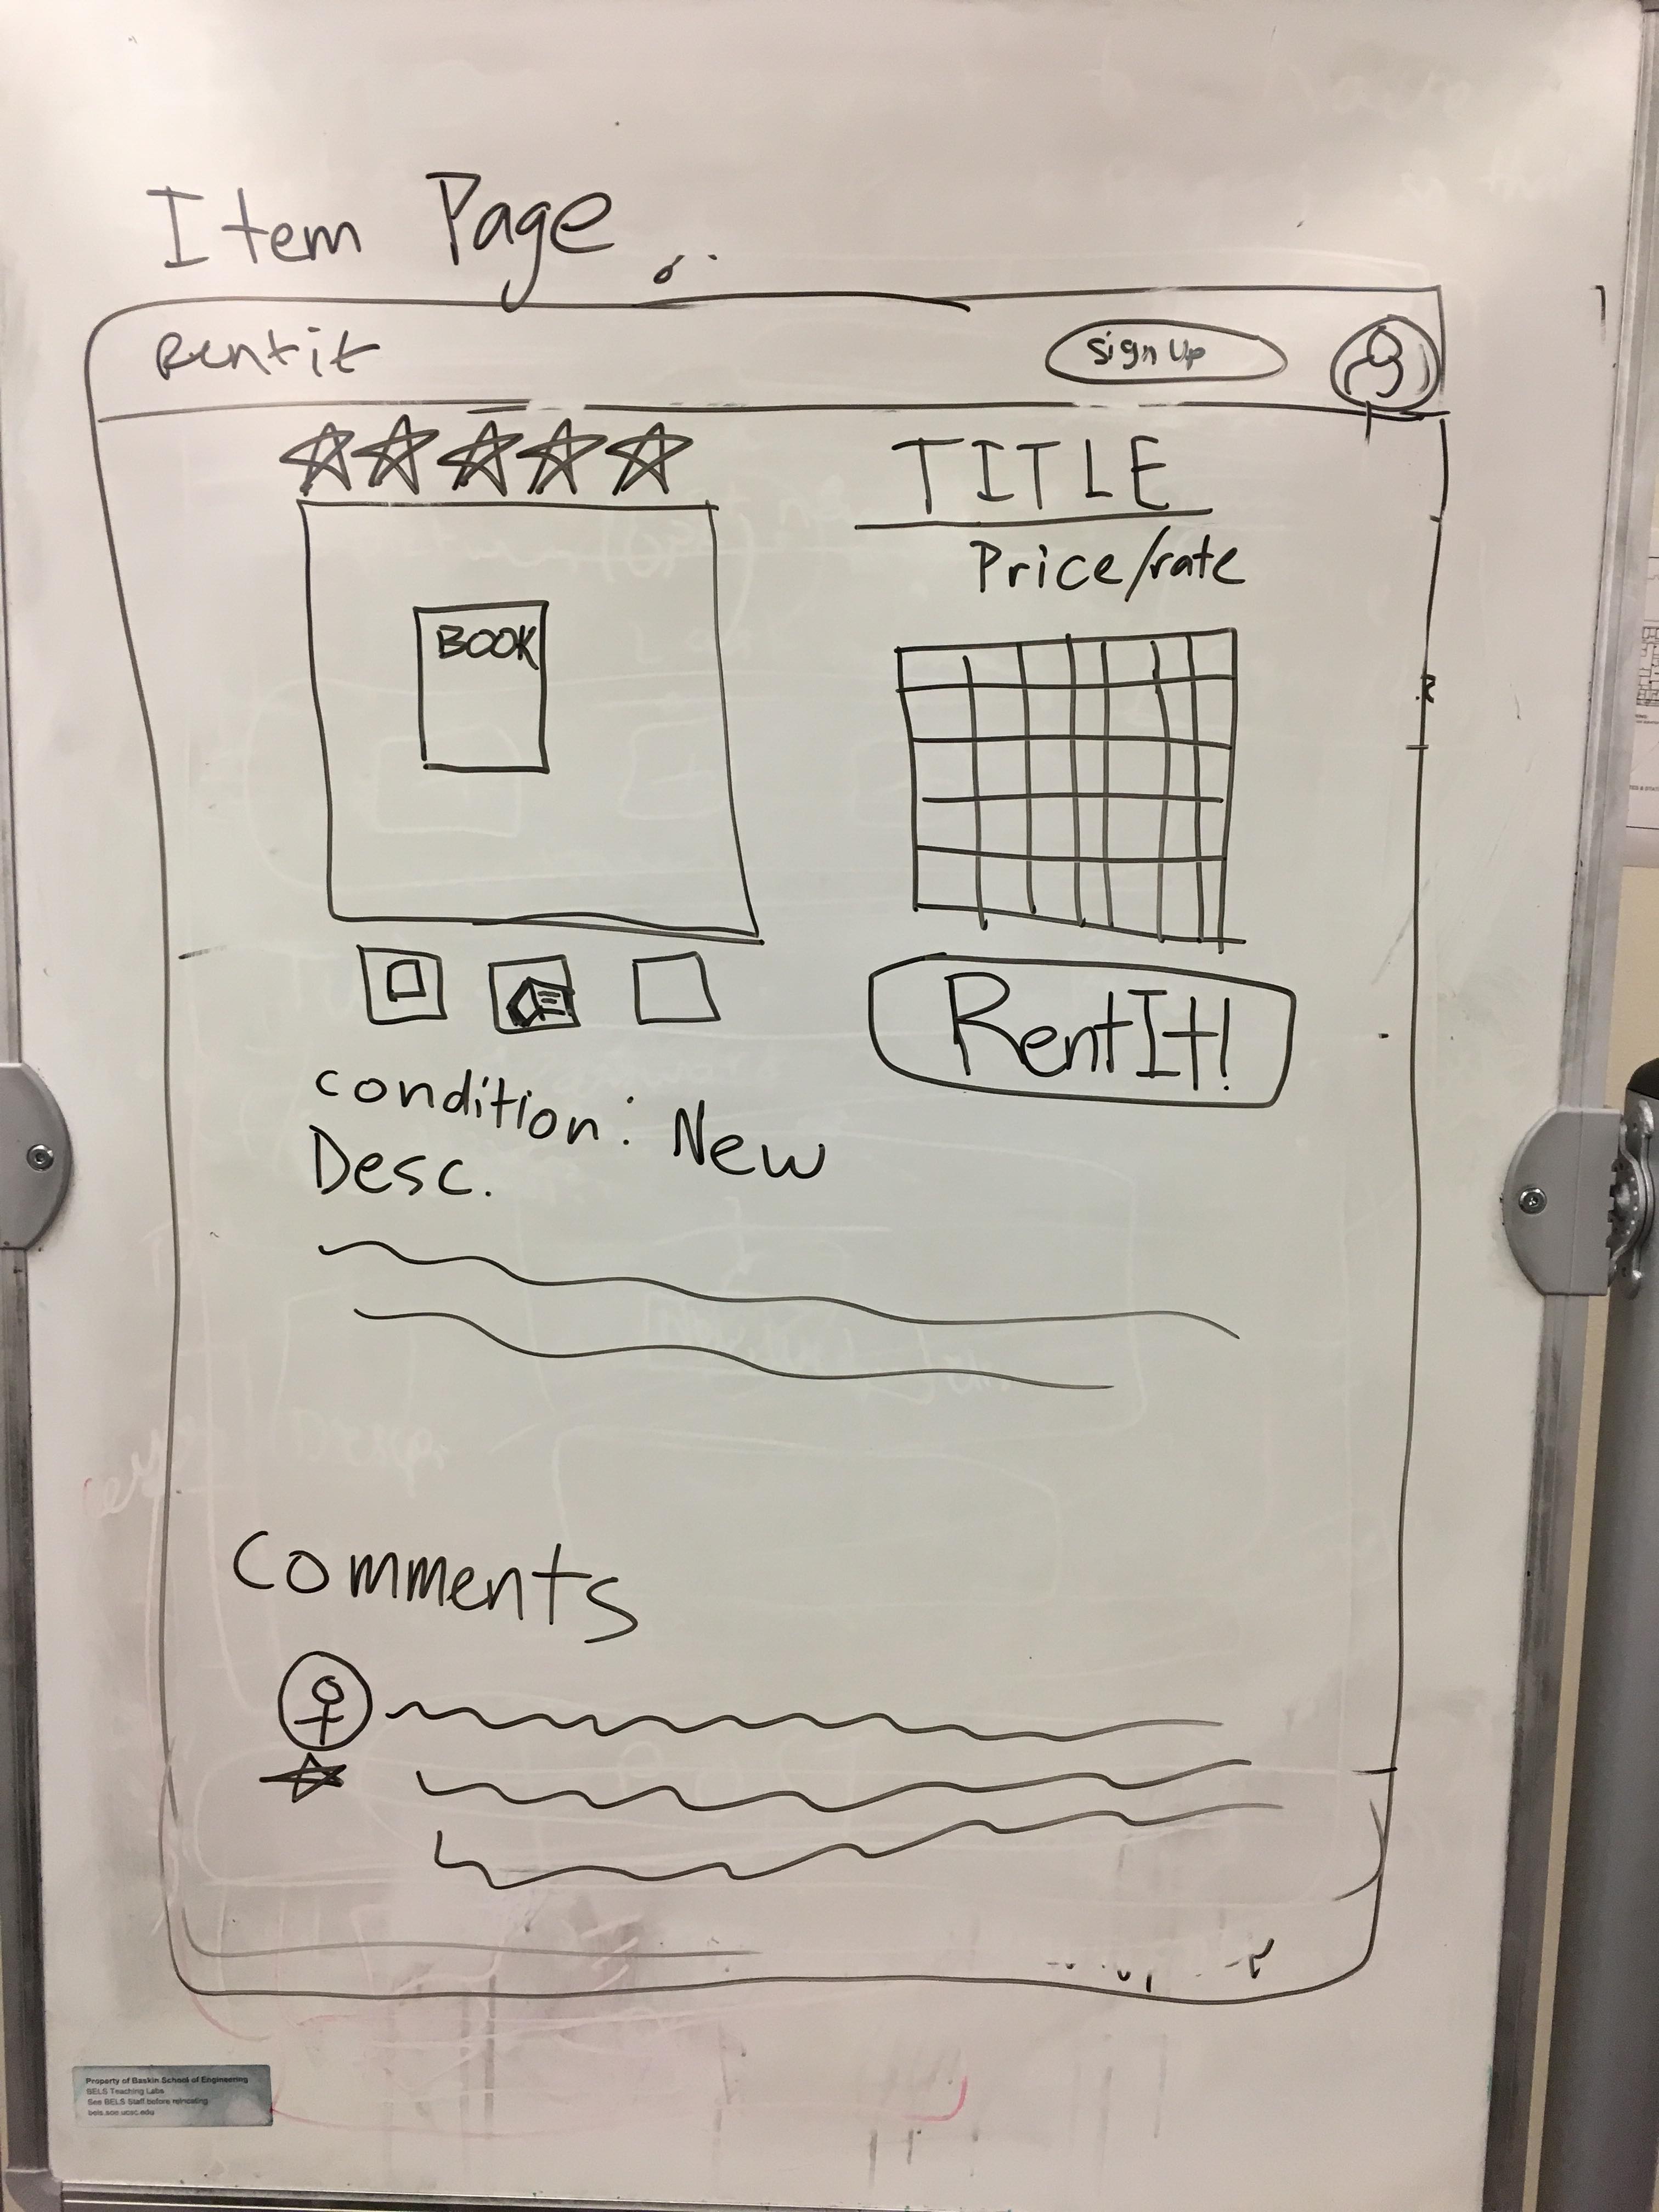 Item Page
Rentit
Sign Up
TITLE
Price/rate
BOOK
RentIt!
condition: New
Desc.
Comments
Property of Baskin School of Engineering
BELS Teaching Labs
See BELS Staff before relocating
bels.soe.ucsc.edu